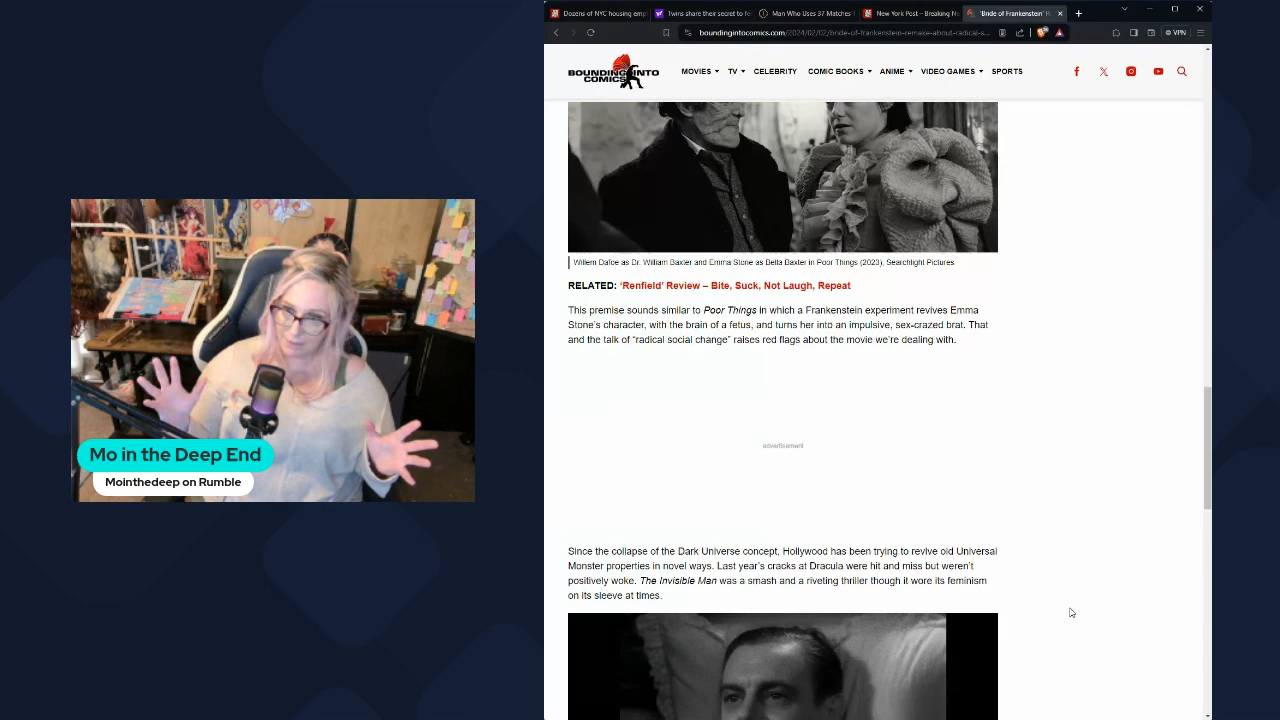 Dozens of NYC housing emp
Twins share their secret to fe
Man Who Uses 37 Matches
New York Post – Breaking Ne
'Bride of Frankenstein' R
boundingintocomics.com/2024/02/02/bride-of-frankenstein-remake-about-radical-s...
VPN
BOUNDING INTO COMICS
MOVIES TV CELEBRITY COMIC BOOKS ANIME VIDEO GAMES SPORTS
Willem Dafoe as Dr. William Baxter and Emma Stone as Bella Baxter in Poor Things (2023), Searchlight Pictures
RELATED: 'Renfield' Review – Bite, Suck, Not Laugh, Repeat
This premise sounds similar to Poor Things in which a Frankenstein experiment revives Emma
Stone's character, with the brain of a fetus, and turns her into an impulsive, sex-crazed brat. That
and the talk of "radical social change" raises red flags about the movie we're dealing with.
advertisement
Since the collapse of the Dark Universe concept, Hollywood has been trying to revive old Universal
Monster properties in novel ways. Last year's cracks at Dracula were hit and miss but weren't
positively woke. The Invisible Man was a smash and a riveting thriller though it wore its feminism
on its sleeve at times.
Mo in the Deep End
Mointhedeep on Rumble